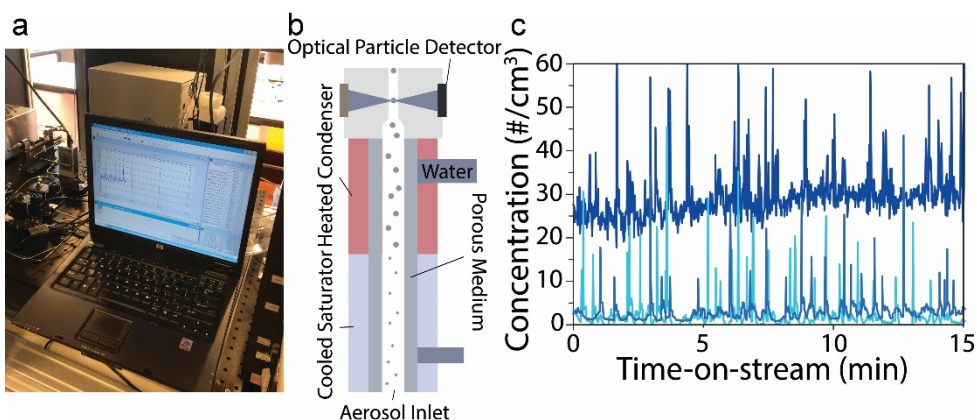 a
b
c
Optical Particle Detector
Cooled Saturator Heated Condenser
Water
Porous Medium
Aerosol Inlet
Concentration (#/cm³)
60
50
40
30
20
10
0
0
5
10
15
Time-on-stream (min)